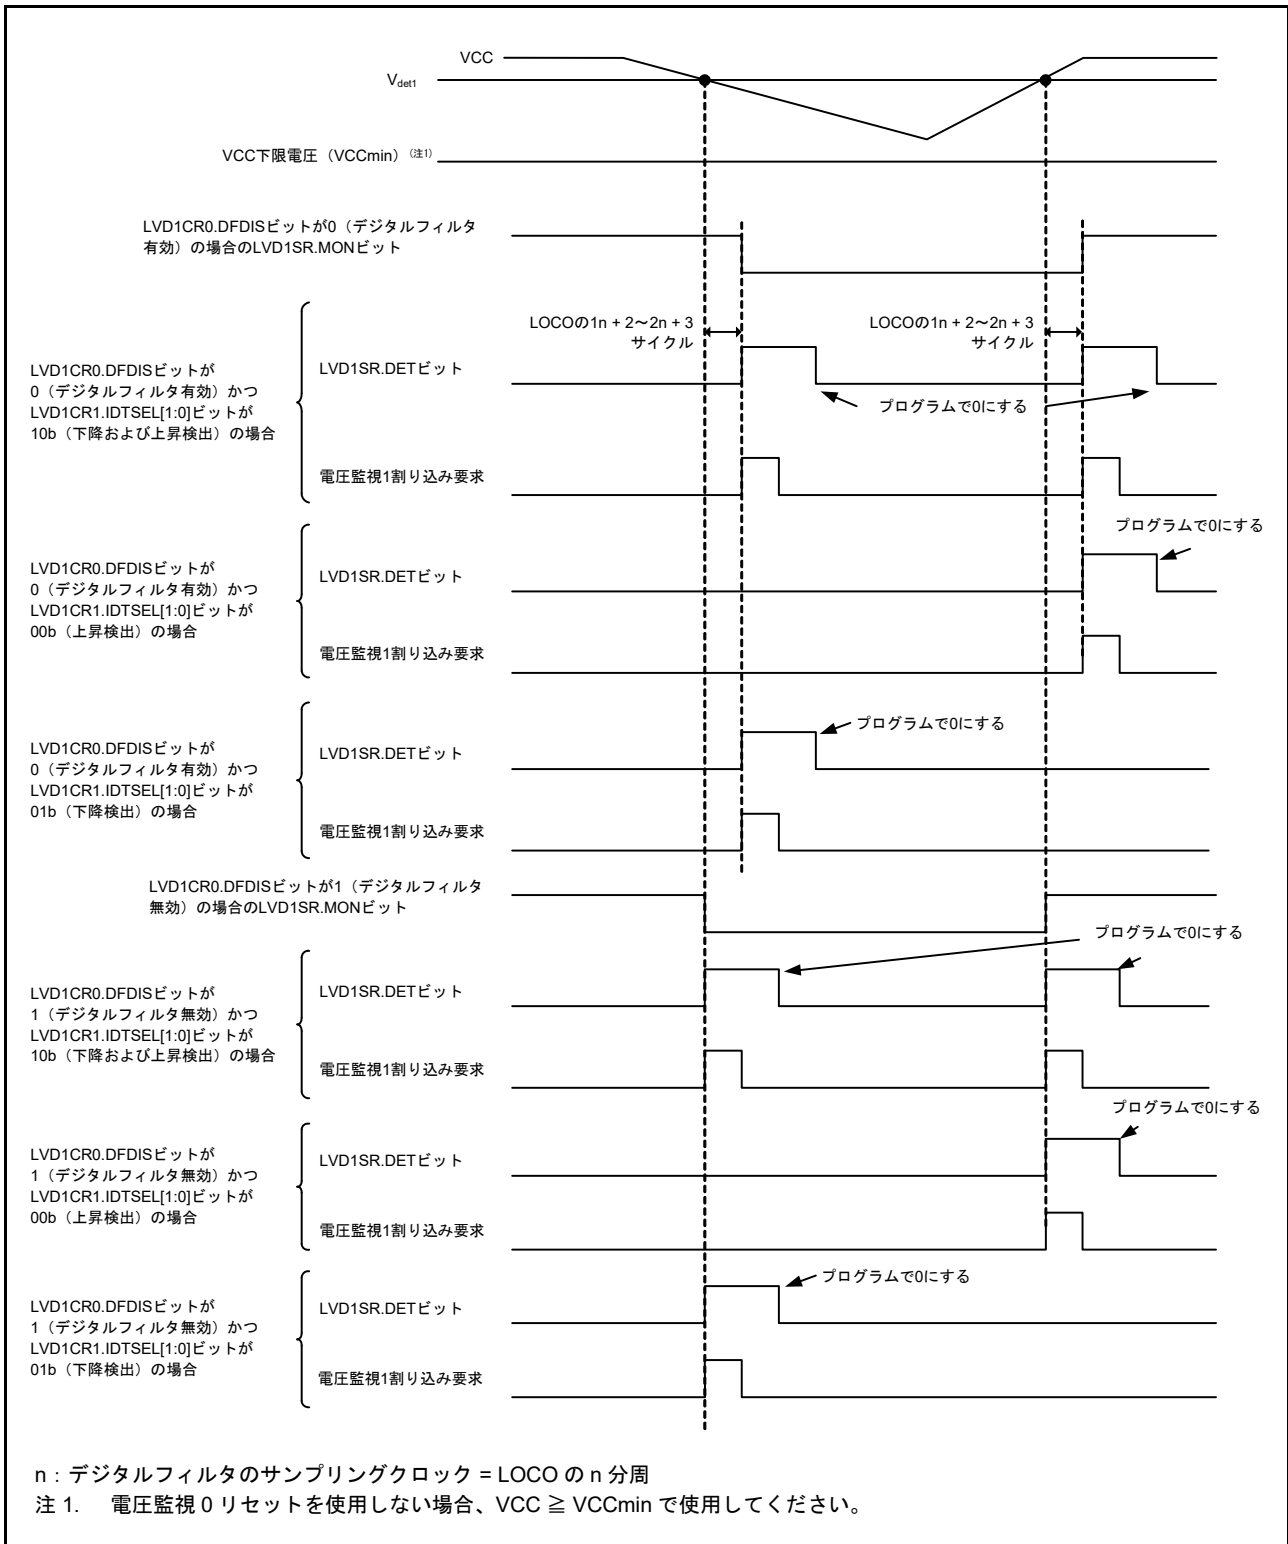 VCC
Vdet1
VCC下限電圧（VCCmin）(注1)
LVD1CR0.DFDISビットが0（デジタルフィルタ
有効）の場合のLVD1SR.MONビット
LOCOの1n + 2～2n + 3
サイクル
LOCOの1n + 2～2n + 3
サイクル
LVD1CR0.DFDISビットが
0（デジタルフィルタ有効）かつ
LVD1CR1.IDTSEL[1:0]ビットが
10b（下降および上昇検出）の場合
LVD1SR.DETビット
プログラムで0にする
電圧監視1割り込み要求
プログラムで0にする
LVD1CR0.DFDISビットが
0（デジタルフィルタ有効）かつ
LVD1CR1.IDTSEL[1:0]ビットが
00b（上昇検出）の場合
LVD1SR.DETビット
電圧監視1割り込み要求
プログラムで0にする
LVD1CR0.DFDISビットが
0（デジタルフィルタ有効）かつ
LVD1CR1.IDTSEL[1:0]ビットが
01b（下降検出）の場合
LVD1SR.DETビット
電圧監視1割り込み要求
LVD1CR0.DFDISビットが1（デジタルフィルタ
無効）の場合のLVD1SR.MONビット
プログラムで0にする
LVD1CR0.DFDISビットが
1（デジタルフィルタ無効）かつ
LVD1CR1.IDTSEL[1:0]ビットが
10b（下降および上昇検出）の場合
LVD1SR.DETビット
電圧監視1割り込み要求
プログラムで0にする
LVD1CR0.DFDISビットが
1（デジタルフィルタ無効）かつ
LVD1CR1.IDTSEL[1:0]ビットが
00b（上昇検出）の場合
LVD1SR.DETビット
電圧監視1割り込み要求
プログラムで0にする
LVD1CR0.DFDISビットが
1（デジタルフィルタ無効）かつ
LVD1CR1.IDTSEL[1:0]ビットが
01b（下降検出）の場合
LVD1SR.DETビット
電圧監視1割り込み要求
n：デジタルフィルタのサンプリングクロック = LOCO の n 分周
注 1. 電圧監視 0 リセットを使用しない場合、VCC ≧ VCCmin で使用してください。